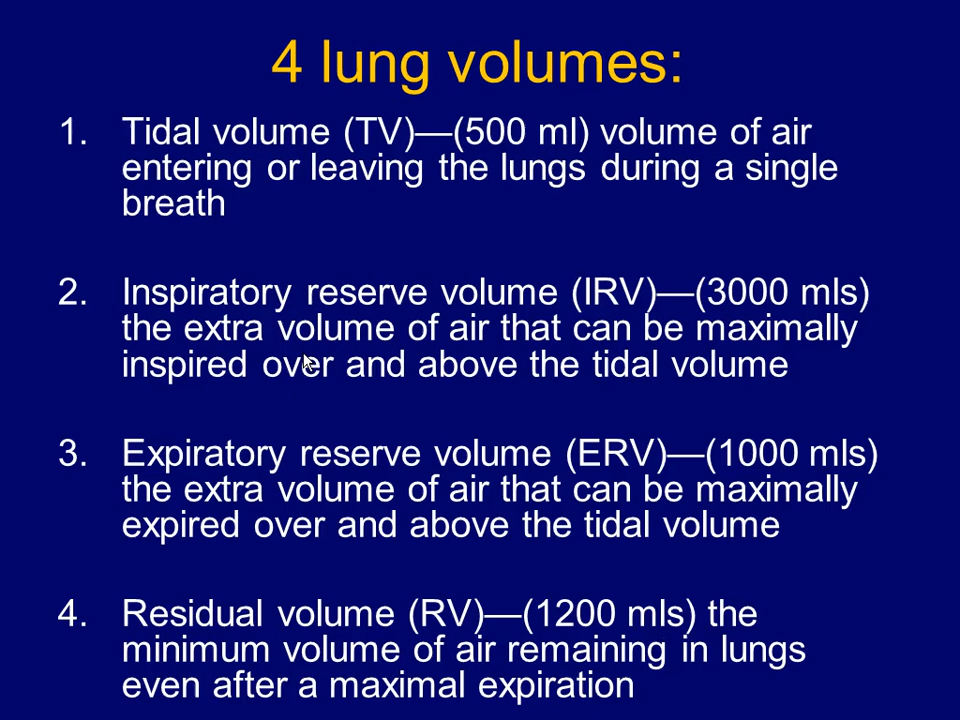 4 lung volumes:
1. Tidal volume (TV)—(500 ml) volume of air
entering or leaving the lungs during a single
breath
2. Inspiratory reserve volume (IRV)—(3000 mls)
the extra volume of air that can be maximally
inspired over and above the tidal volume
3. Expiratory reserve volume (ERV)—(1000 mls)
the extra volume of air that can be maximally
expired over and above the tidal volume
4. Residual volume (RV)—(1200 mls) the
minimum volume of air remaining in lungs
even after a maximal expiration